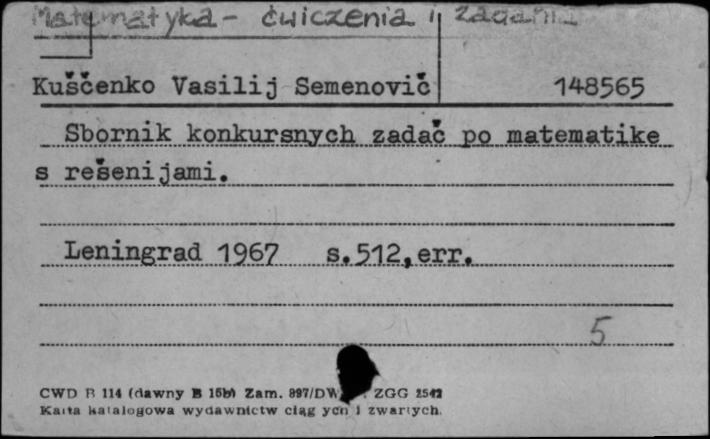 Matematyka - ćwiczenia i zadania
Kuščenko Vasilij Semenovič 148565
Sbornik konkursnych zadač po matematike
s rešenijami.
Leningrad 1967 s.512,err.
5
CWD B 114 (dawny B 15b) Zam. 897/DW ZGG 2542
Karta katalogowa wydawnictw ciąg ych i zwartych.